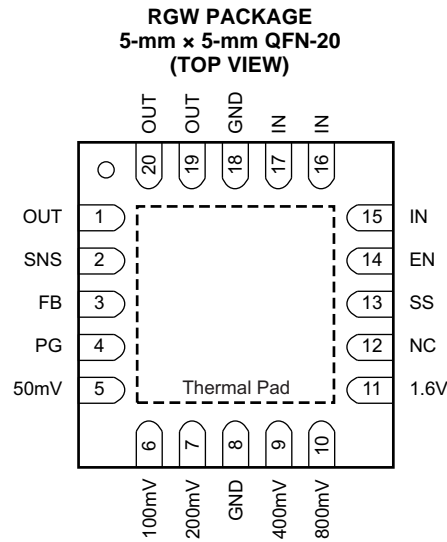 RGW PACKAGE
5-mm × 5-mm QFN-20
(TOP VIEW)
OUT OUT GND IN IN
20 19 18 17 16
OUT 1 15 IN
SNS 2 14 EN
FB 3 13 SS
PG 4 12 NC
50mV 5 Thermal Pad 11 1.6V
6 7 8 9 10
100mV 200mV GND 400mV 800mV